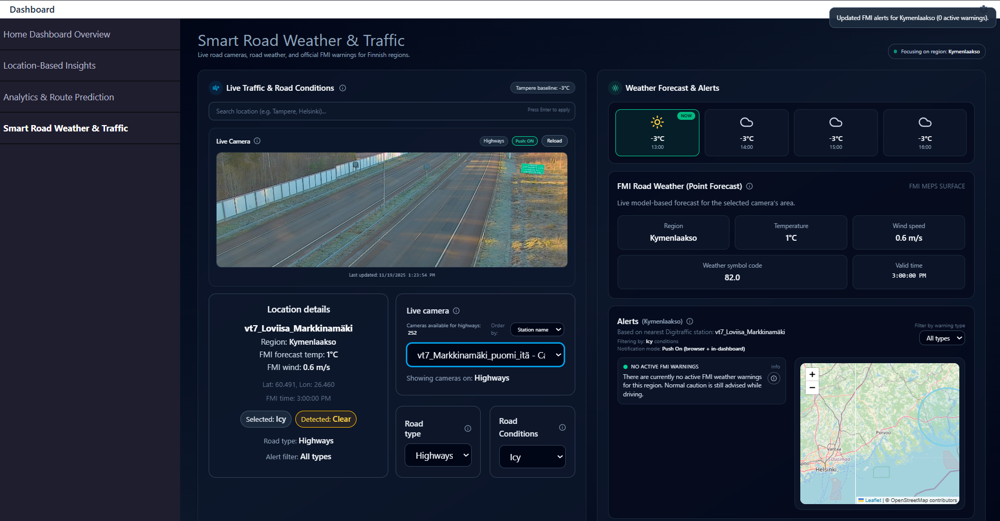 Dashboard
Updated FMI alerts for Kymenlaakso (0 active warnings).
Home Dashboard Overview
Location-Based Insights
Analytics & Route Prediction
Smart Road Weather & Traffic
Smart Road Weather & Traffic
Live road cameras, road weather, and official FMI warnings for Finnish regions.
Focusing on region: Kymenlaakso
Live Traffic & Road Conditions
Tampere baseline: -3°C
Search location (e.g. Tampere, Helsinki)...
Press Enter to apply
Live Camera
Highways
Push: ON
Reload
Last updated: 11/19/2025 1:23:54 PM
Location details
vt7_Loviisa_Markkinamäki
Region: Kymenlaakso
FMI forecast temp: 1°C
FMI wind: 0.6 m/s
Lat: 60.491, Lon: 26.460
FMI time: 3:00:00 PM
Selected: Icy
Detected: Clear
Road type: Highways
Alert filter: All types
Live camera
Cameras available for highways:
252
Order
by:
Station name
vt7_Markkinamäki_puomi_itä - Ca
Showing cameras on: Highways
Road
type
Highways
Road
Conditions
Icy
Weather Forecast & Alerts
NOW
-3°C
13:00
-3°C
14:00
-3°C
15:00
-3°C
16:00
FMI Road Weather (Point Forecast)
FMI MEPS SURFACE
Live model-based forecast for the selected camera's area.
Region
Kymenlaakso
Temperature
1°C
Wind speed
0.6 m/s
Weather symbol code
82.0
Valid time
3:00:00 PM
Alerts (Kymenlaakso)
Based on nearest Digitraffic station: vt7_Loviisa_Markkinamäki
Filtering by: Icy conditions
Notification mode: Push On (browser + in-dashboard)
Filter by warning type
All types
NO ACTIVE FMI WARNINGS
info
There are currently no active FMI weather warnings
for this region. Normal caution is still advised while
driving.
+
−
Porvoo
Vantaa
Uusimaa
spoo
Helsinki
Leaflet | © OpenStreetMap contributors